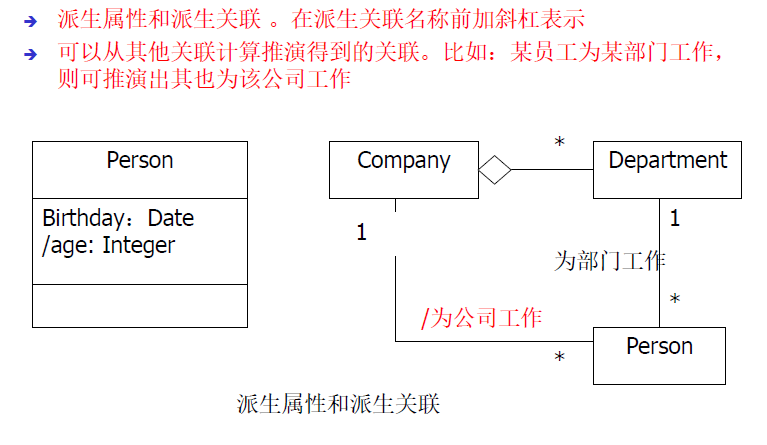 派生属性和派生关联 。在派生关联名称前加斜杠表示
可以从其他关联计算推演得到的关联。比如：某员工为某部门工作，
则可推演出其也为该公司工作
Person
Birthday：Date
/age: Integer
Company
*
Department
1
1
为部门工作
*
/为公司工作
*
Person
派生属性和派生关联